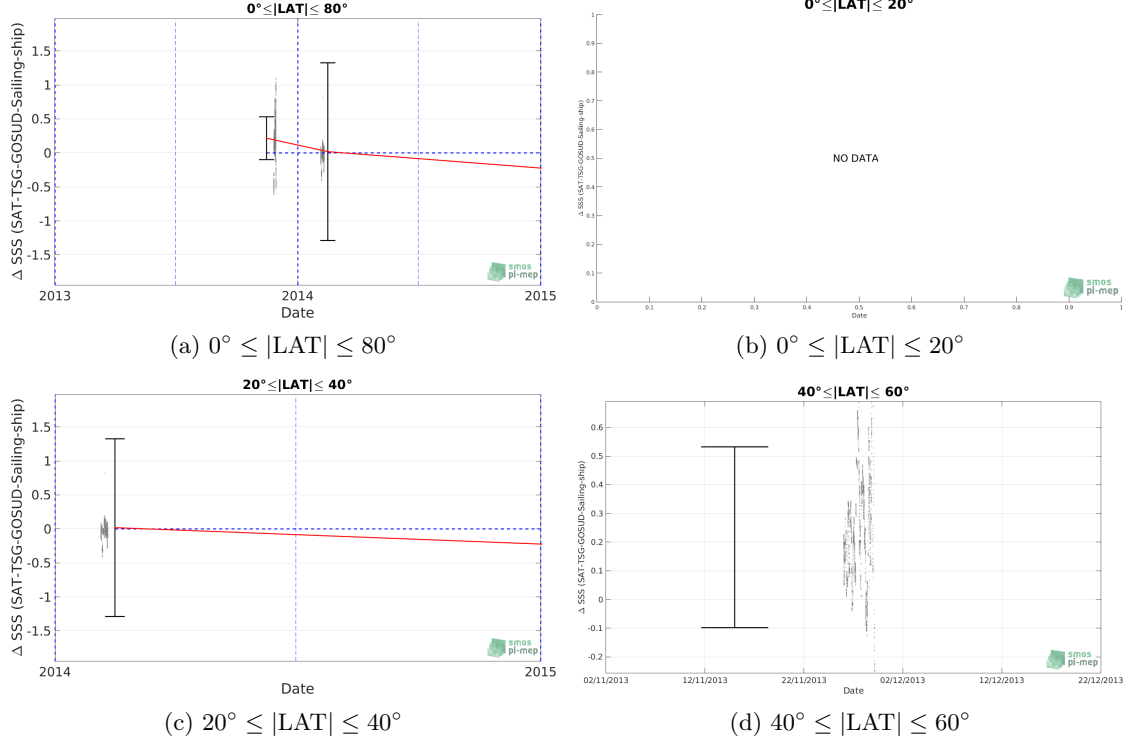 0°≤|LAT|≤ 80°
Δ SSS (SAT-TSG-GOSUD-Sailing-ship)
1.5
1
0.5
0
-0.5
-1
-1.5
2013
2014
2015
Date
smos
pi-mep
(a) 0° ≤ |LAT| ≤ 80°
0°≤|LAT|≤ 20°
Δ SSS (SAT-TSG-GOSUD-Sailing-ship)
1
0.9
0.8
0.7
0.6
0.5
0.4
0.3
0.2
0.1
0
NO DATA
0
0.1
0.2
0.3
0.4
0.5
0.6
0.7
0.8
0.9
1
Date
smos
pi-mep
(b) 0° ≤ |LAT| ≤ 20°
20°≤|LAT|≤ 40°
Δ SSS (SAT-TSG-GOSUD-Sailing-ship)
1.5
1
0.5
0
-0.5
-1
-1.5
2014
2015
Date
smos
pi-mep
(c) 20° ≤ |LAT| ≤ 40°
40°≤|LAT|≤ 60°
Δ SSS (SAT-TSG-GOSUD-Sailing-ship)
0.6
0.5
0.4
0.3
0.2
0.1
0
-0.1
-0.2
02/11/2013
12/11/2013
22/11/2013
02/12/2013
12/12/2013
22/12/2013
Date
smos
pi-mep
(d) 40° ≤ |LAT| ≤ 60°